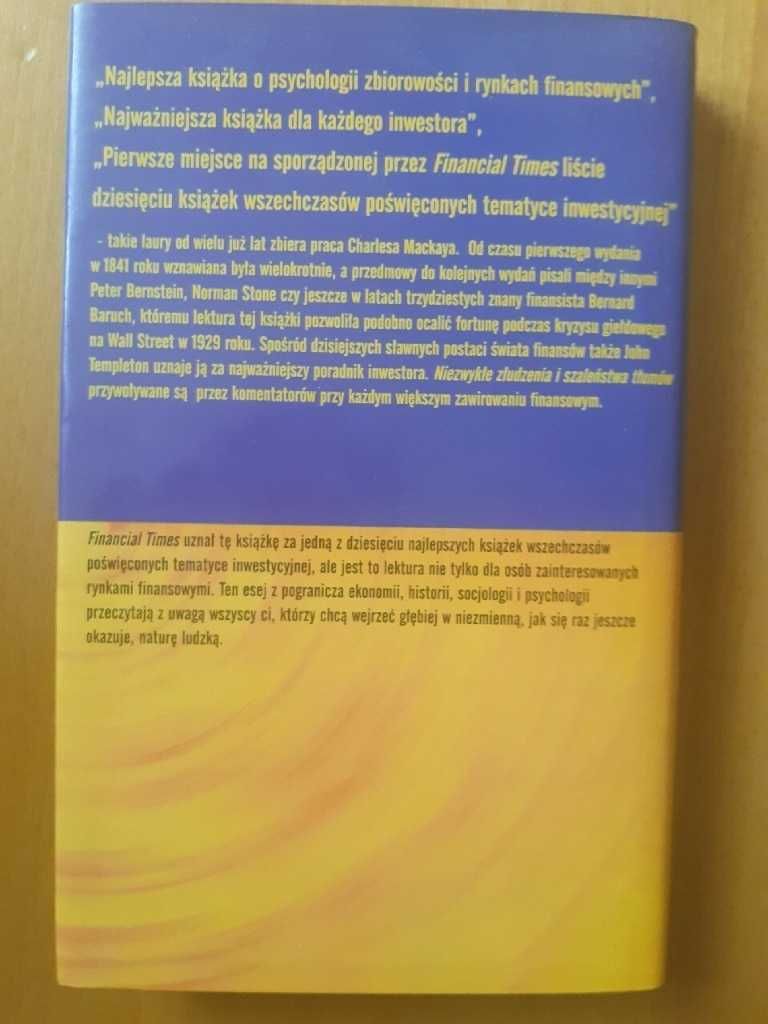 „Najlepsza książka o psychologii zbiorowości i rynkach finansowych”,
„Najważniejsza książka dla każdego inwestora”,
„Pierwsze miejsce na sporządzonej przez Financial Times liście
dziesięciu książek wszechczasów poświęconych tematyce inwestycyjnej”
- takie laury od wielu już lat zbiera praca Charlesa Mackaya. Od czasu pierwszego wydania
w 1841 roku wznawiana była wielokrotnie, a przedmowy do kolejnych wydań pisali między innymi
Peter Bernstein, Norman Stone czy jeszcze w latach trzydziestych znany finansista Bernard
Baruch, któremu lektura tej książki pozwoliła podobno ocalić fortunę podczas kryzysu giełdowego
na Wall Street w 1929 roku. Spośród dzisiejszych sławnych postaci świata finansów także John
Templeton uznaje ją za najważniejszy poradnik inwestora. Niezwykłe złudzenia i szaleństwa tłumów
przywoływane są przez komentatorów przy każdym większym zawirowaniu finansowym.
Financial Times uznał tę książkę za jedną z dziesięciu najlepszych książek wszechczasów
poświęconych tematyce inwestycyjnej, ale jest to lektura nie tylko dla osób zainteresowanych
rynkami finansowymi. Ten esej z pogranicza ekonomii, historii, socjologii i psychologii
przeczytają z uwagą wszyscy ci, którzy chcą wejrzeć głębiej w niezmienną, jak się raz jeszcze
okazuje, naturę ludzką.